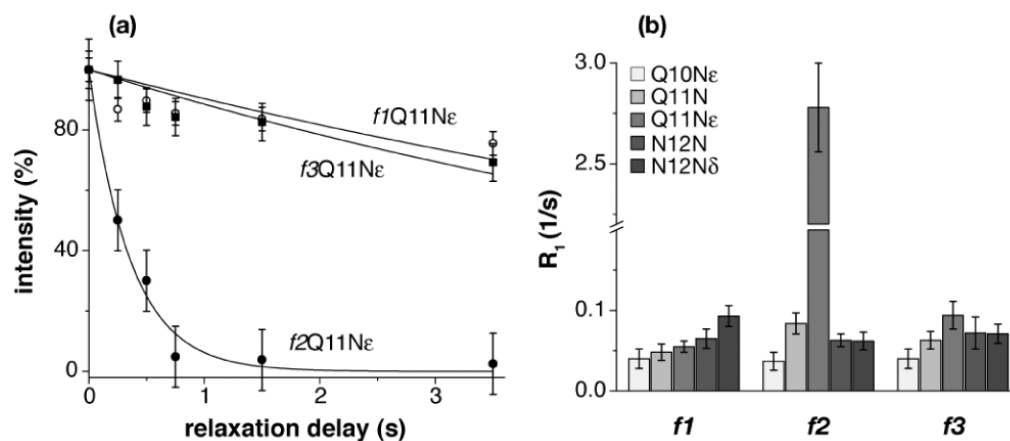 (a)
intensity (%)
80
40
0
f1Q11Nε
f3Q11Nε
f2Q11Nε
0 1 2 3
relaxation delay (s)
(b)
R1 (1/s)
3.0
2.5
0.1
0.0
Q10Nε
Q11N
Q11Nε
N12N
N12Nδ
f1 f2 f3